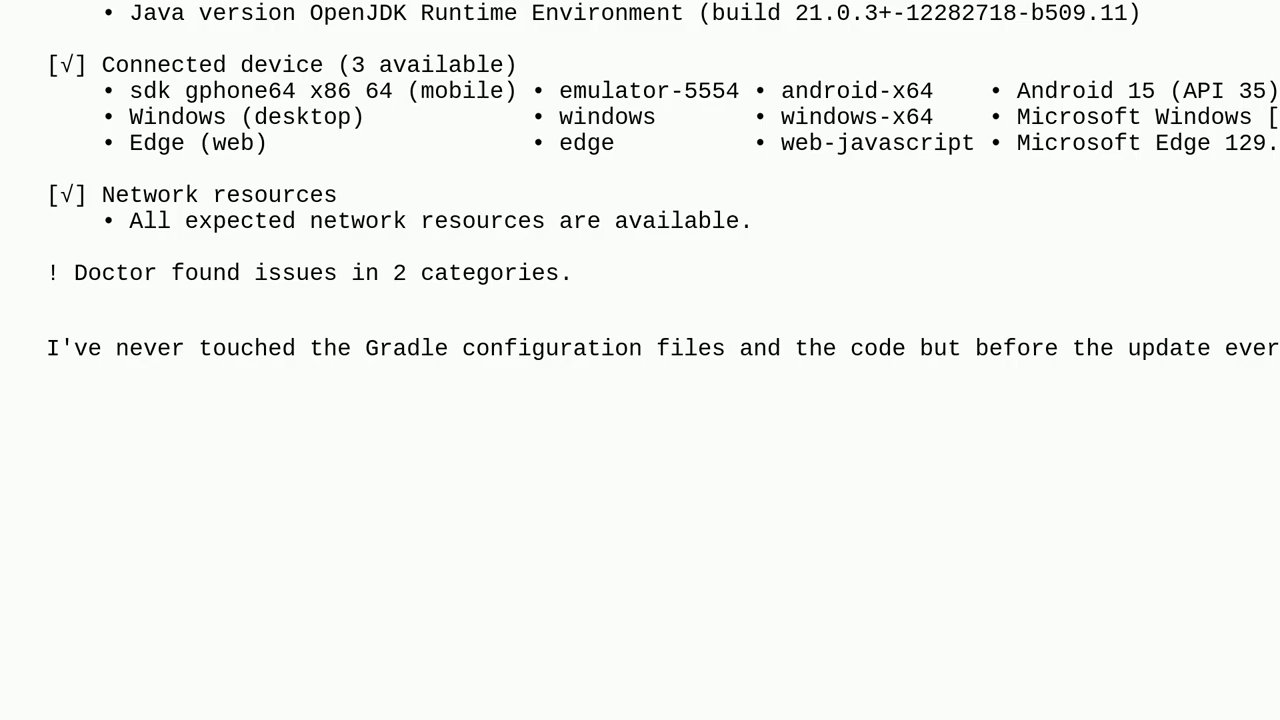 • Java version OpenJDK Runtime Environment (build 21.0.3+-12282718-b509.11)
[√] Connected device (3 available)
• sdk gphone64 x86 64 (mobile) • emulator-5554 • android-x64 • Android 15 (API 35)
• Windows (desktop) • windows • windows-x64 • Microsoft Windows [
• Edge (web) • edge • web-javascript • Microsoft Edge 129.
[√] Network resources
• All expected network resources are available.
! Doctor found issues in 2 categories.
I've never touched the Gradle configuration files and the code but before the update ever